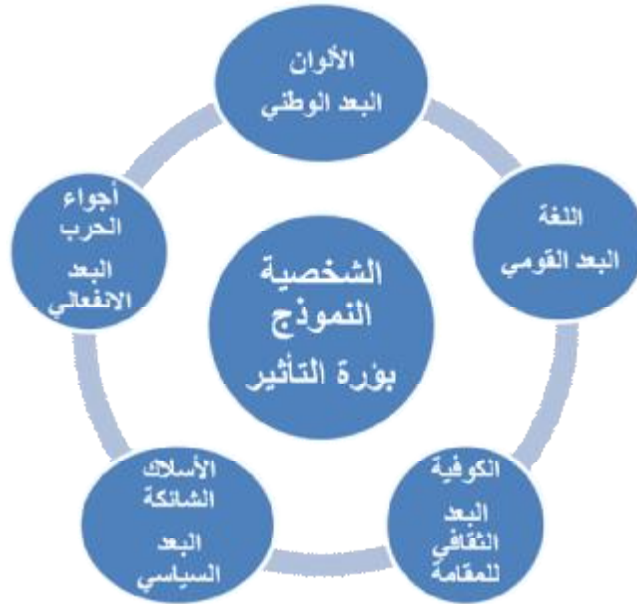 الألوان
البعد الوطني
اللغة
البعد القومي
الكوفية
البعد
الثقافي
للمقامة
الأسلاك
الشائكة
البعد
السياسي
أجواء
الحرب
البعد
الانفعالي
الشخصية
النموذج
بؤرة التأثير